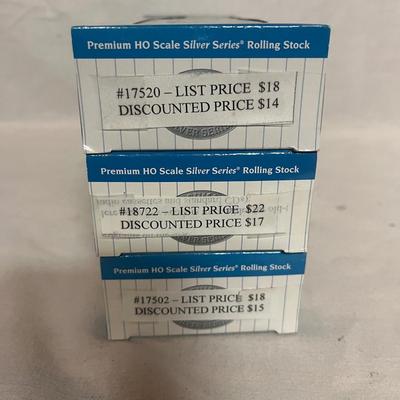 Premium HO Scale Silver Series® Rolling Stock
#17520 – LIST PRICE $18
DISCOUNTED PRICE $14
VER SERIE
Premium HO Scale Silver Series® Rolling Stock
#18722 – LIST PRICE $22
DISCOUNTED PRICE $17
Premium HO Scale Silver Series® Rolling Stock
#17502 – LIST PRICE $18
DISCOUNTED PRICE $15